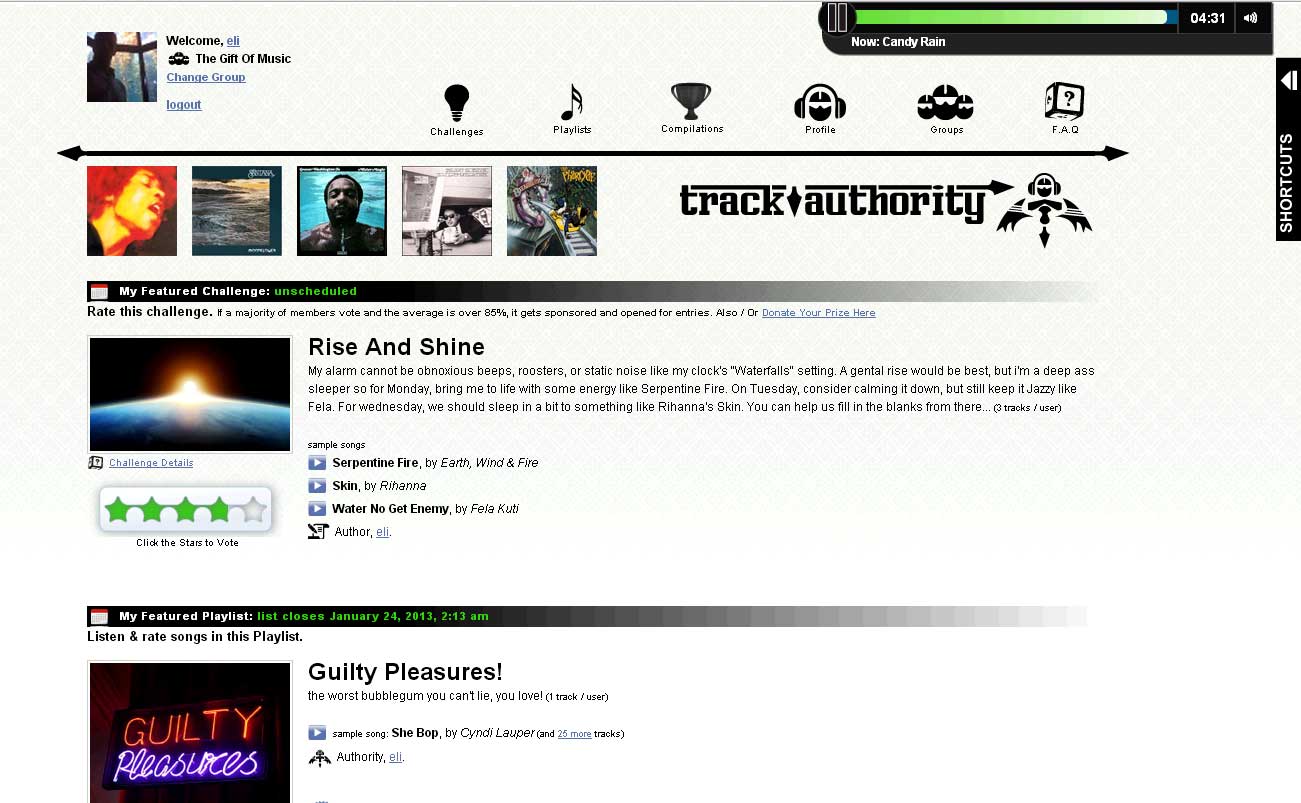 04:31
Now: Candy Rain
Welcome, eli
The Gift Of Music
Change Group
logout
Challenges
Playlists
Compilations
Profile
Groups
F.A.Q
SHORTCUTS
PHARCYDE
track authority
My Featured Challenge: unscheduled
Rate this challenge. If a majority of members vote and the average is over 85%, it gets sponsored and opened for entries. Also / Or Donate Your Prize Here
Rise And Shine
My alarm cannot be obnoxious beeps, roosters, or static noise like my clock's "Waterfalls" setting. A gental rise would be best, but i'm a deep ass
sleeper so for Monday, bring me to life with some energy like Serpentine Fire. On Tuesday, consider calming it down, but still keep it Jazzy like
Fela. For wednesday, we should sleep in a bit to something like Rihanna's Skin. You can help us fill in the blanks from there... (3 tracks / user)
sample songs
Serpentine Fire, by Earth, Wind & Fire
Skin, by Rihanna
Water No Get Enemy, by Fela Kuti
Author, eli.
Challenge Details
Click the Stars to Vote
My Featured Playlist: list closes January 24, 2013, 2:13 am
Listen & rate songs in this Playlist.
GUILTY
Pleasures
Guilty Pleasures!
the worst bubblegum you can't lie, you love! (1 track / user)
sample song: She Bop, by Cyndi Lauper (and 25 more tracks)
Authority, eli.